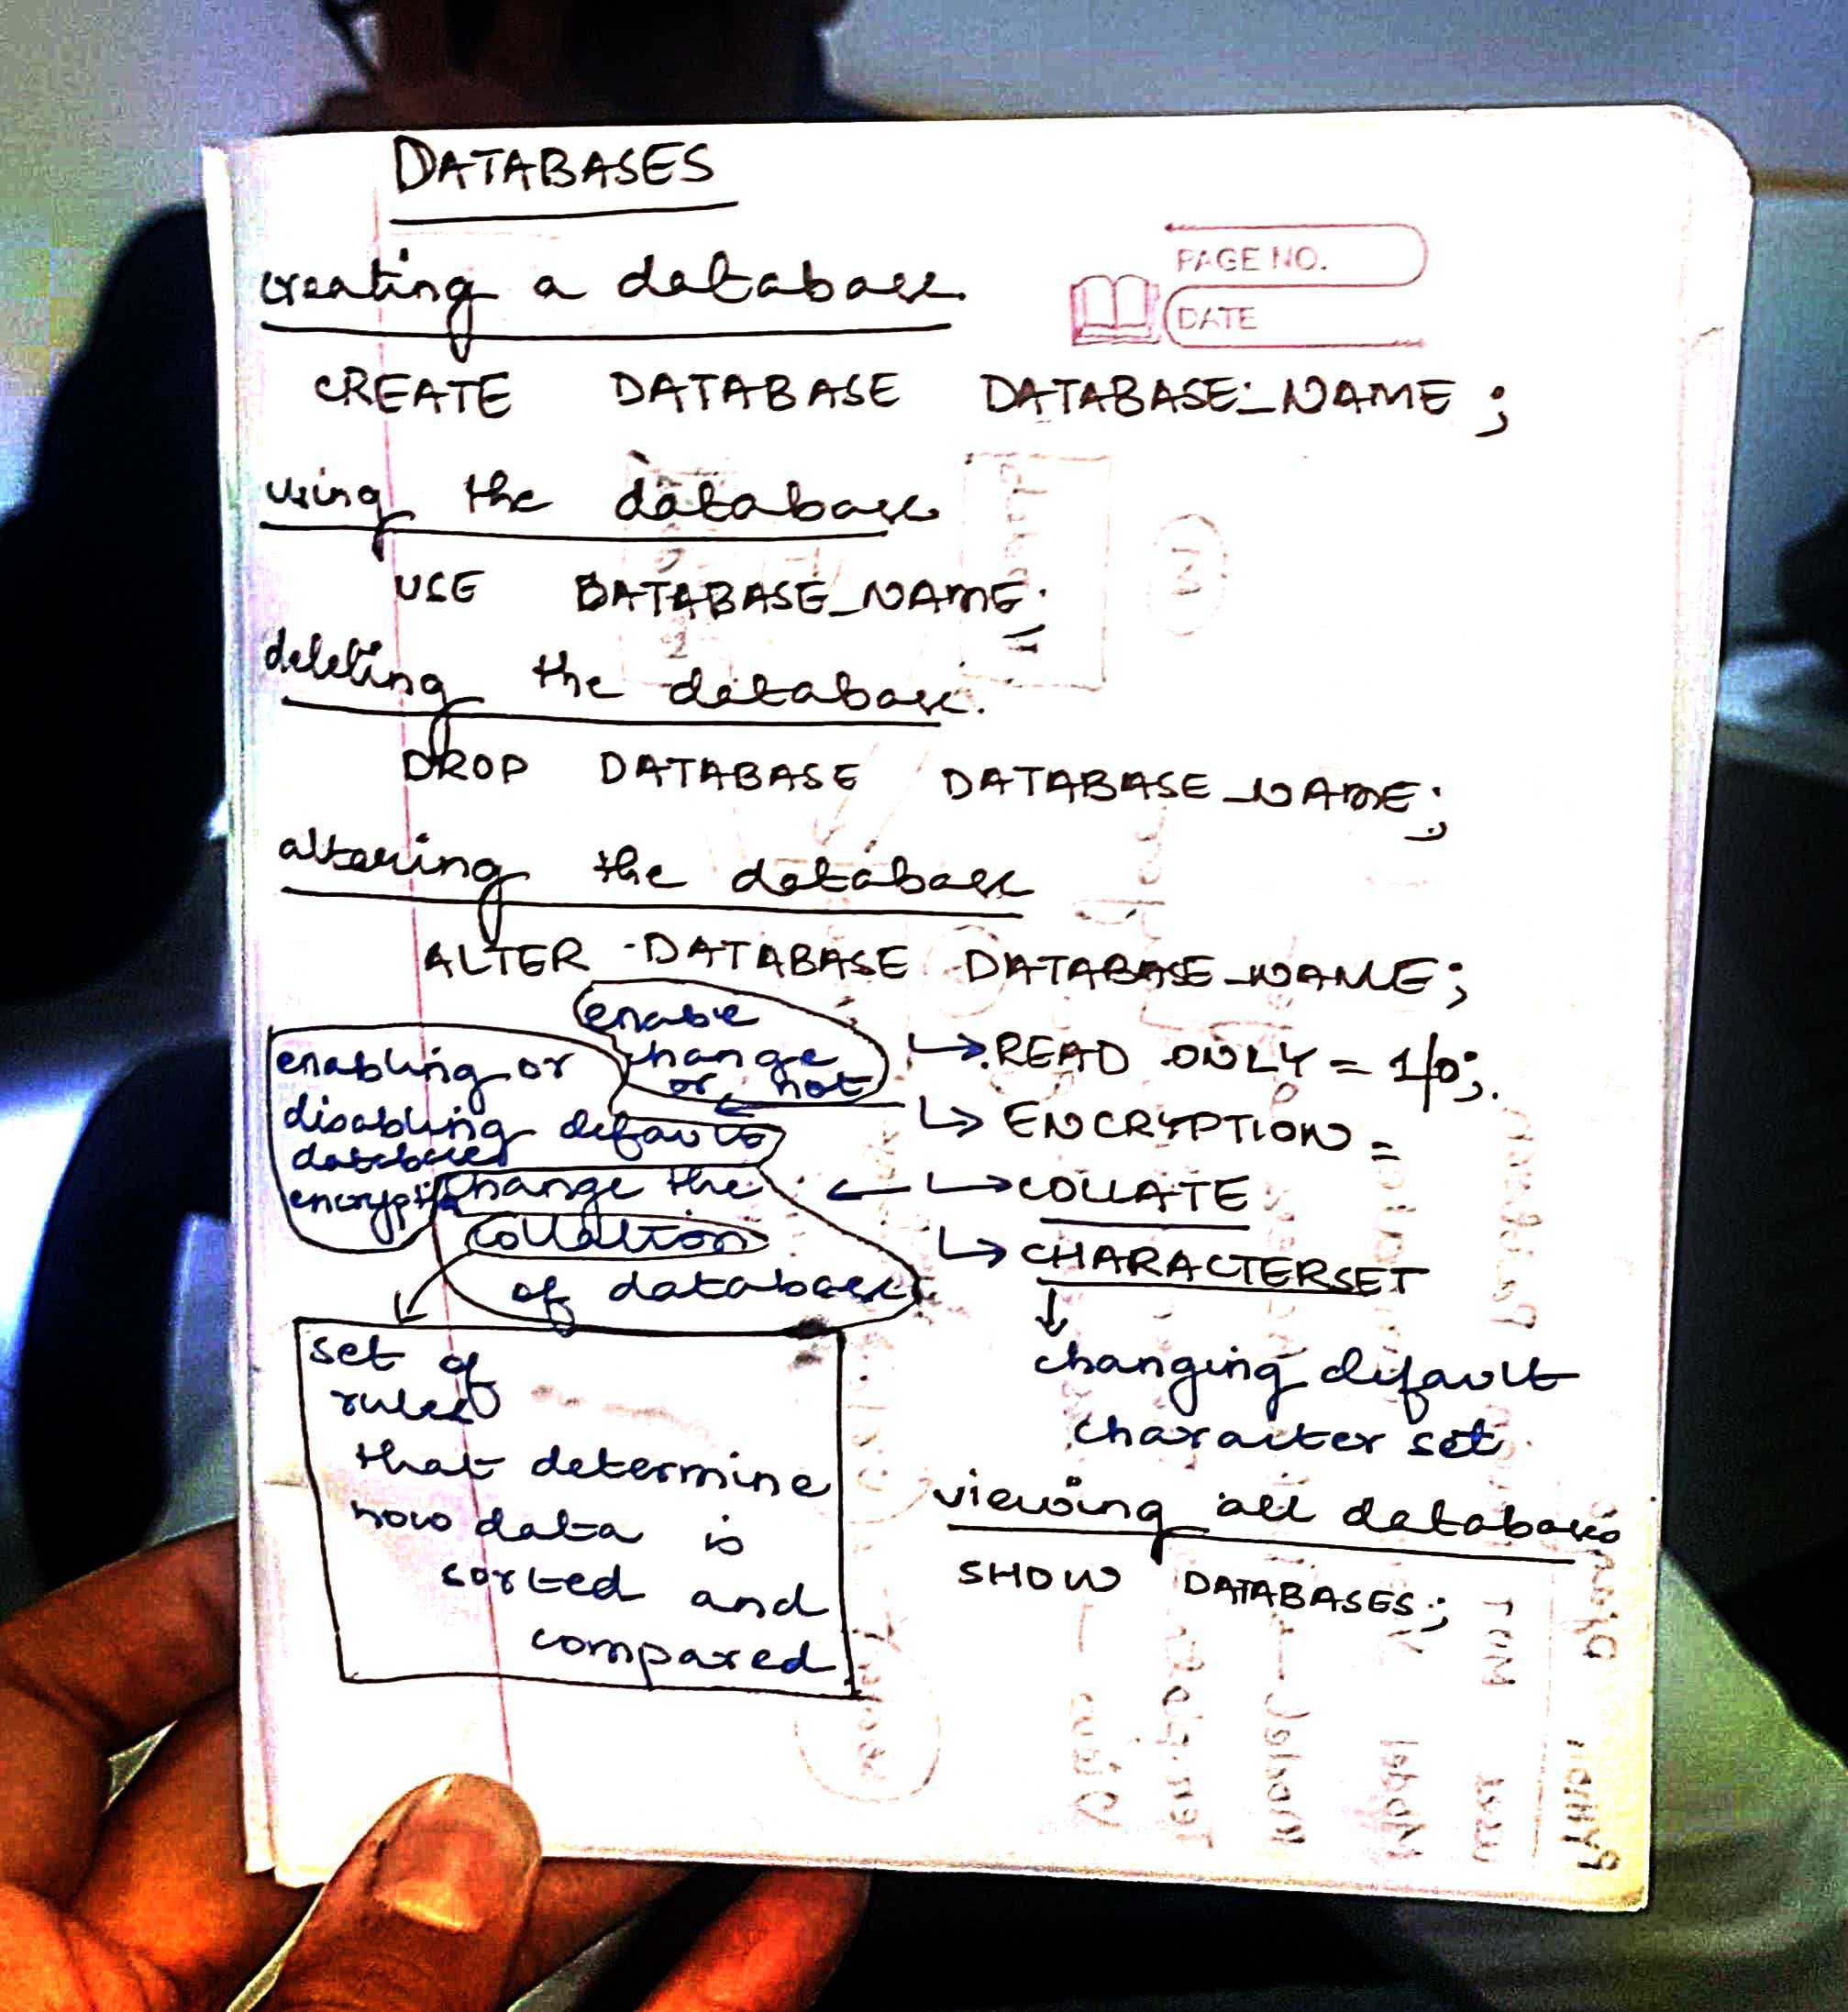 DATABASES
PAGE NO.
DATE
creating a database.
CREATE DATABASE DATABASE_NAME ;
using the database
USE DATABASE_NAME;
deleting the database.
DROP DATABASE DATABASE_NAME;
altering the database
ALTER DATABASE DATABASE_NAME;
enable
change
or not
READ ONLY = 1/0;
enabling or
disabling default
database
encryption
ENCRYPTION =
COLLATE
change the
collation
of database
CHARACTERSET
changing default
character set
set of
rules
that determine
how data is
sorted and
compared
viewing all databases
SHOW DATABASES;